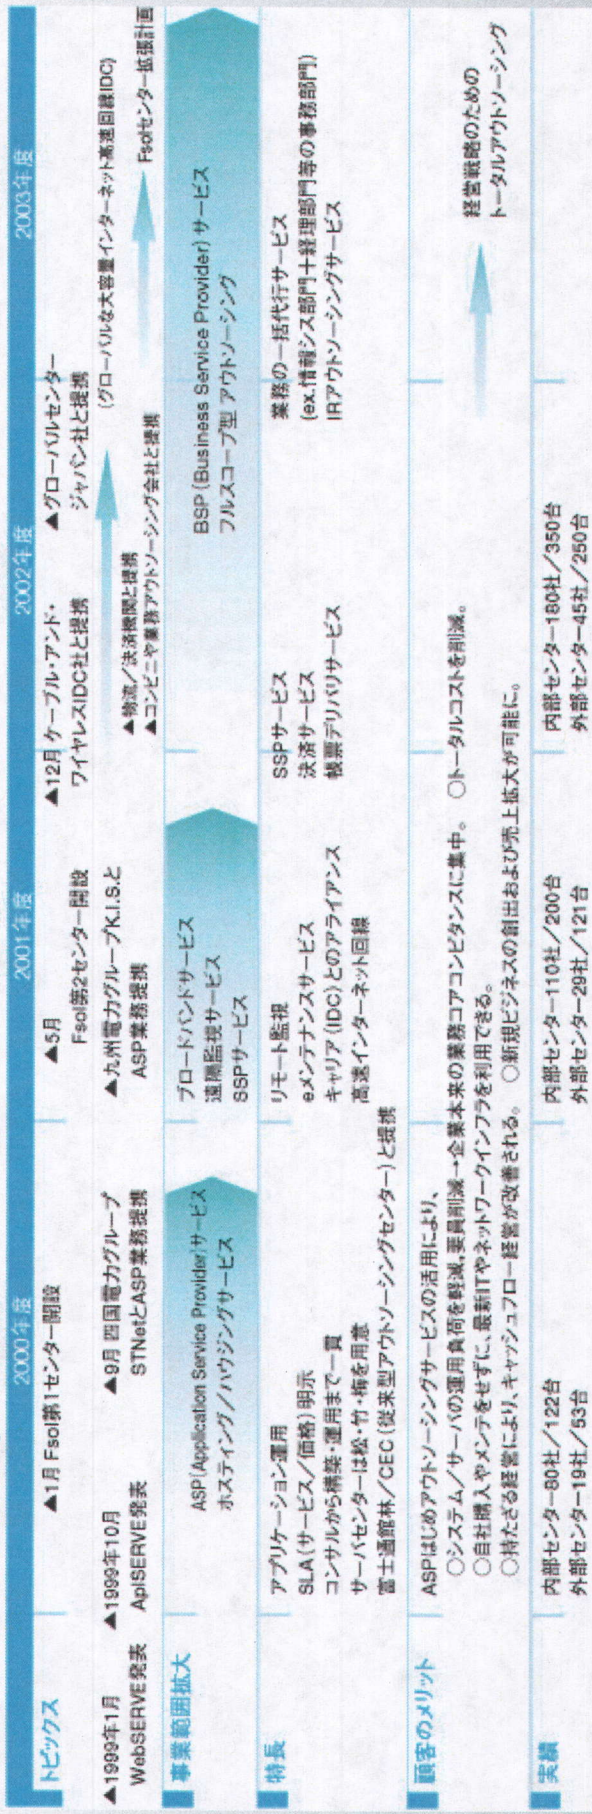 2000年度
2001年度
2002年度
2003年度
トピックス
▲1999年1月
WebSERVE発表
▲1999年10月
AplSERVE発表
▲1月 Fsol第1センター開設
▲9月 四国電力グループ
STNetとASP業務提携
▲5月
Fsol第2センター開設
▲九州電力グループK.I.S.と
ASP業務提携
▲12月 ケーブル・アンド・
ワイヤレスIDC社と提携
▲物流/決済機関と提携
▲コンビニや業務アウトソーシング会社と提携
▲グローバルセンター
ジャパン社と提携
(グローバルな大容量インターネット高速回線IDC)
Fsolセンター拡張計画
事業範囲拡大
ASP(Application Service Provider)サービス
ホスティング/ハウジングサービス
ブロードバンドサービス
遠隔監視サービス
SSPサービス
BSP(Business Service Provider)サービス
フルスコープ型 アウトソーシング
特長
アプリケーション運用
SLA(サービス/価格)明示
コンサルから構築・運用まで一貫
サーバセンターは松・竹・梅を用意
富士通館林/CEC(従来型アウトソーシングセンター)と提携
リモート監視
eメンテナンスサービス
キャリア(IDC)とのアライアンス
高速インターネット回線
SSPサービス
決済サービス
帳票デリバリサービス
業務の一括代行サービス
(ex.情報シス部門+経理部門等の事務部門)
IRアウトソーシングサービス
顧客のメリット
ASPはじめアウトソーシングサービスの活用により、
○システム/サーバの運用負荷を軽減、要員削減→企業本来の業務コアコンピタンスに集中。 ○トータルコストを削減。
○自社購入やメンテをせずに、最新ITやネットワークインフラを利用できる。
○持たざる経営により、キャッシュフロー経営が改善される。 ○新規ビジネスの創出および売上拡大が可能に。
経営戦略のための
トータルアウトソーシング
実績
内部センター80社/122台
外部センター19社/53台
内部センター110社/200台
外部センター29社/121台
内部センター180社/350台
外部センター45社/250台